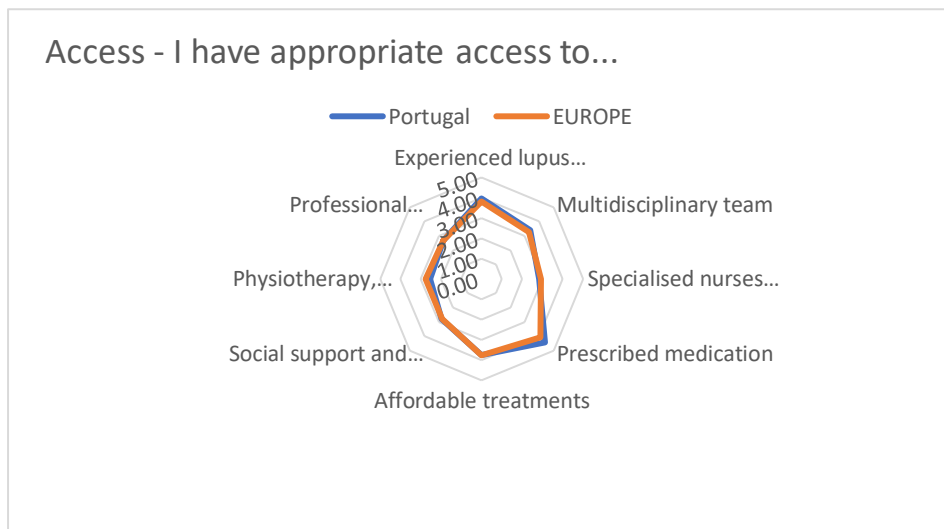 Access - I have appropriate access to...
Portugal
EUROPE
Experienced lupus...
Multidisciplinary team
Specialised nurses...
Prescribed medication
Affordable treatments
Social support and...
Physiotherapy,...
Professional...
5.00
4.00
3.00
2.00
1.00
0.00